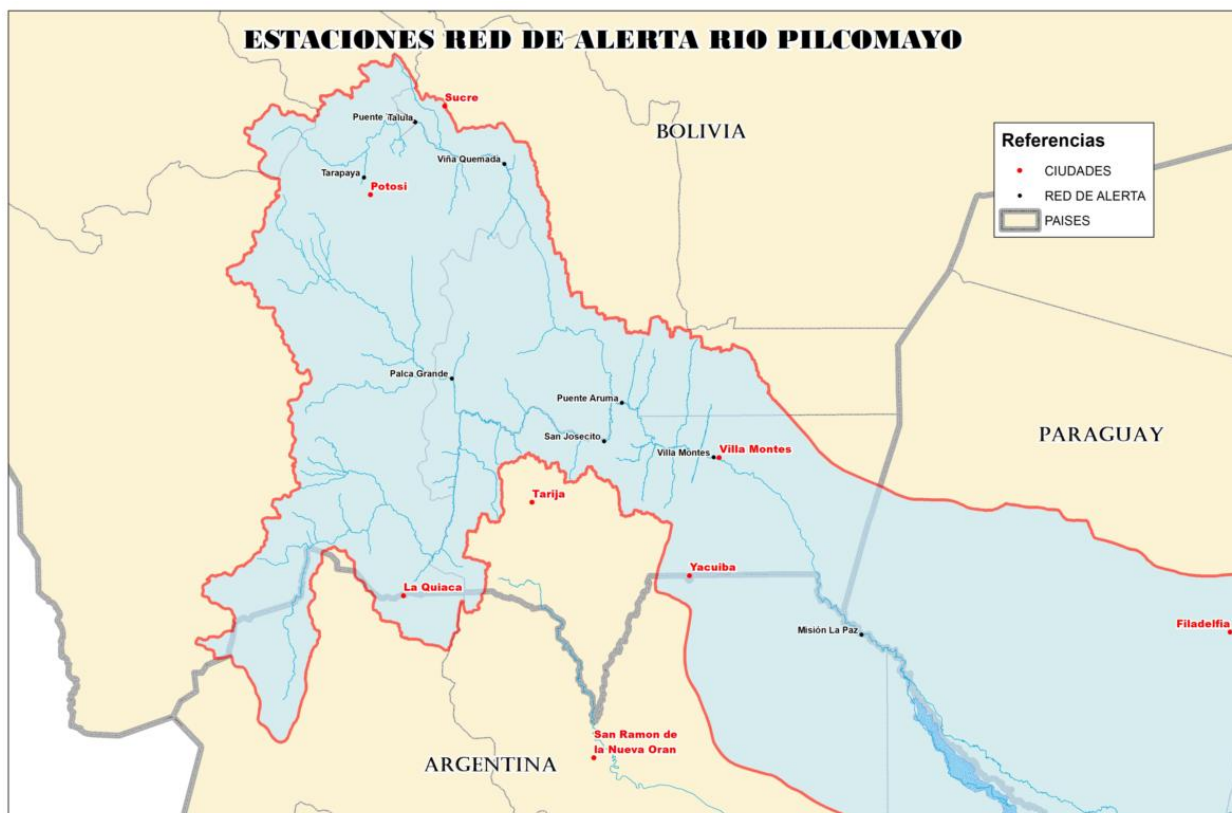 ESTACIONES RED DE ALERTA RIO PILCOMAYO
Sucre
Puente Talula
BOLIVIA
Viña Quemada
Tarapaya
Potosi
Referencias
CIUDADES
RED DE ALERTA
PAISES
Palca Grande
Puente Aruma
San Josecito
Villa Montes
Villa Montes
PARAGUAY
Tarija
Yacuiba
La Quiaca
Misión La Paz
Filadelfia
San Ramon de
la Nueva Oran
ARGENTINA